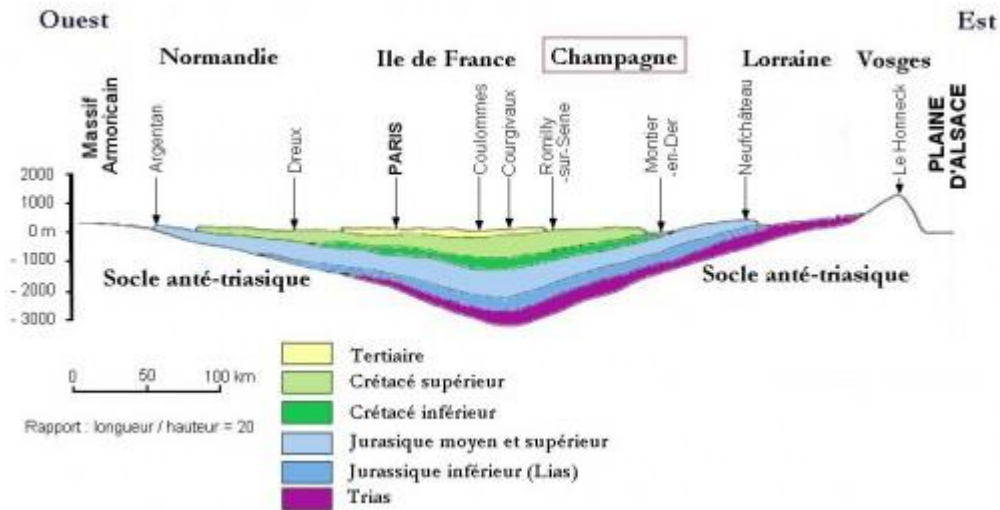 Ouest
Est
Normandie
Ile de France
Champagne
Lorraine
Vosges
Massif
Armoricain
Argentan
Dreux
PARIS
Coulommes
Courgivaux
Romilly
-sur-Seine
Montier
-en-Der
Neufchâteau
Le Honneck
PLAINE
D'ALSACE
2000
1000
0 m
- 1000
- 2000
- 3000
Socle anté-triasique
Socle anté-triasique
0 50 100 km
Rapport : longueur / hauteur = 20
Tertiaire
Crétacé supérieur
Crétacé inférieur
Jurasique moyen et supérieur
Jurassique inférieur (Lias)
Trias